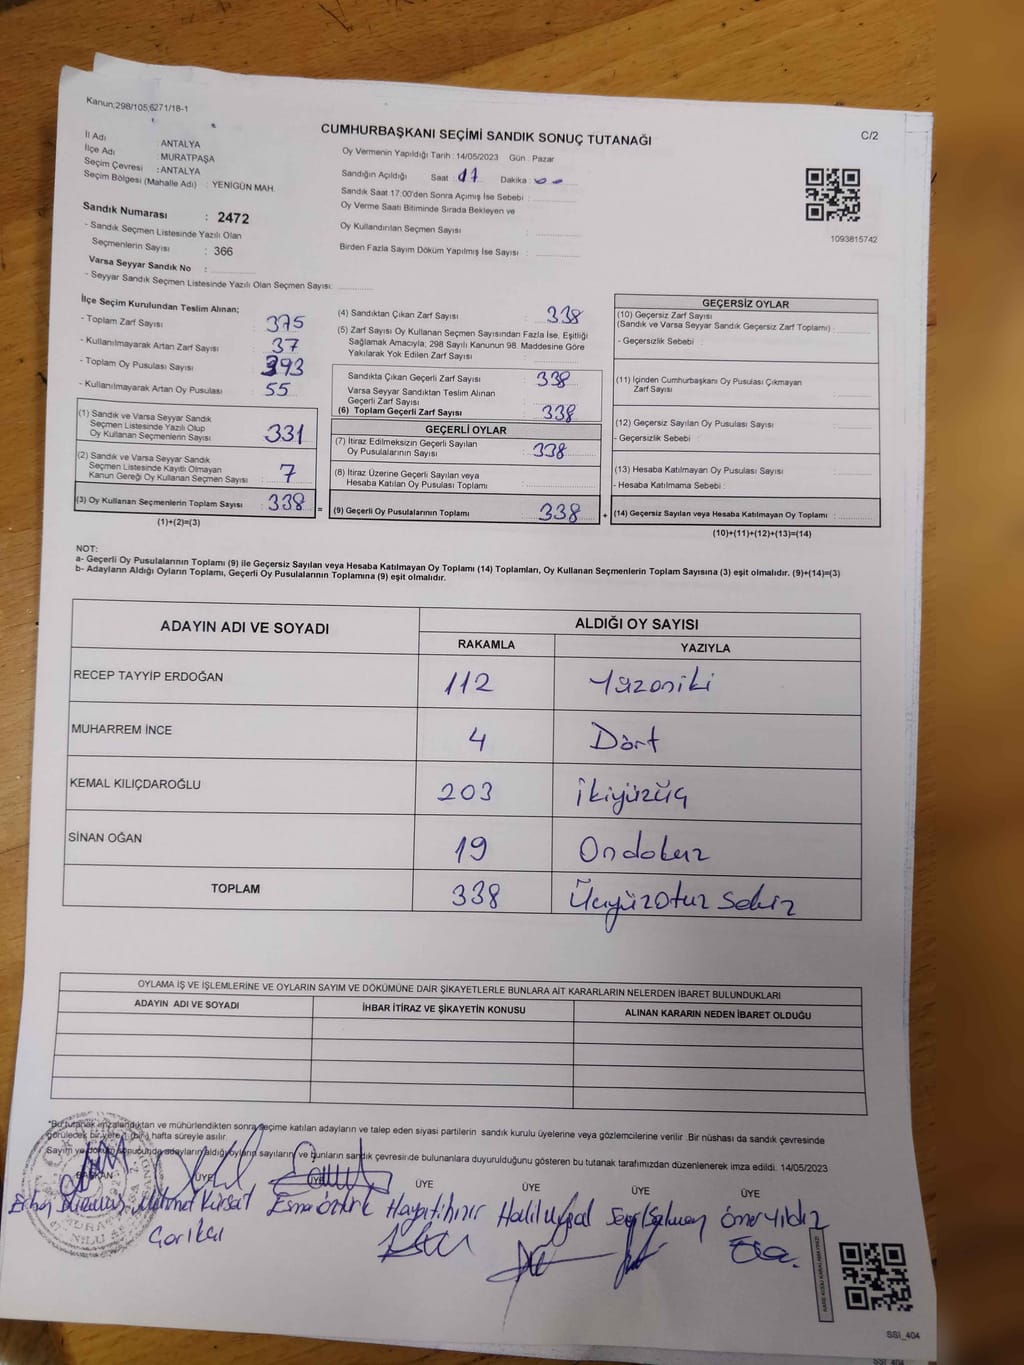 Kanun;298/105,6271/18-1
C/2
CUMHURBAŞKANI SEÇİMİ SANDIK SONUÇ TUTANAĞI
İl Adı : ANTALYA
İlçe Adı : MURATPAŞA
Seçim Çevresi : ANTALYA
Seçim Bölgesi (Mahalle Adı) : YENİGÜN MAH.
Sandık Numarası : 2472
- Sandık Seçmen Listesinde Yazılı Olan
Seçmenlerin Sayısı : 366
Varsa Seyyar Sandık No :
- Seyyar Sandık Seçmen Listesinde Yazılı Olan Seçmen Sayısı:
Oy Vermenin Yapıldığı Tarih : 14/05/2023 Gün : Pazar
Sandığın Açıldığı Saat : 17 Dakika :
Sandık Saat 17:00'den Sonra Açımış İse Sebebi :
Oy Verme Saati Bitiminde Sırada Bekleyen ve
Oy Kullandırılan Seçmen Sayısı :
Birden Fazla Sayım Döküm Yapılmış İse Sayısı :
1093815742
İlçe Seçim Kurulundan Teslim Alınan;
- Toplam Zarf Sayısı : 375
- Kullanılmayarak Artan Zarf Sayısı : 37
- Toplam Oy Pusulası Sayısı : 393
- Kullanılmayarak Artan Oy Pusulası : 55
(1) Sandık ve Varsa Seyyar Sandık
Seçmen Listesinde Yazılı Olup
Oy Kullanan Seçmenlerin Sayısı : 331
(2) Sandık ve Varsa Seyyar Sandık
Seçmen Listesinde Kayıtlı Olmayan
Kanun Gereği Oy Kullanan Seçmen Sayısı : 7
(3) Oy Kullanan Seçmenlerin Toplam Sayısı : 338 =
(1)+(2)=(3)
(4) Sandıktan Çıkan Zarf Sayısı : 338
(5) Zarf Sayısı Oy Kullanan Seçmen Sayısından Fazla İse, Eşitliği
Sağlamak Amacıyla; 298 Sayılı Kanunun 98. Maddesine Göre
Yakılarak Yok Edilen Zarf Sayısı :
Sandıkta Çıkan Geçerli Zarf Sayısı : 338
Varsa Seyyar Sandıktan Teslim Alınan
Geçerli Zarf Sayısı :
(6) Toplam Geçerli Zarf Sayısı : 338
GEÇERLİ OYLAR
(7) İtiraz Edilmeksizin Geçerli Sayılan
Oy Pusulalarının Sayısı : 338
(8) İtiraz Üzerine Geçerli Sayılan veya
Hesaba Katılan Oy Pusulası Toplamı :
(9) Geçerli Oy Pusulalarının Toplamı : 338 +
GEÇERSİZ OYLAR
(10) Geçersiz Zarf Sayısı
(Sandık ve Varsa Seyyar Sandık Geçersiz Zarf Toplamı) :
- Geçersizlik Sebebi :
(11) İçinden Cumhurbaşkanı Oy Pusulası Çıkmayan
Zarf Sayısı :
(12) Geçersiz Sayılan Oy Pusulası Sayısı :
- Geçersizlik Sebebi :
(13) Hesaba Katılmayan Oy Pusulası Sayısı :
- Hesaba Katılmama Sebebi :
(14) Geçersiz Sayılan veya Hesaba Katılmayan Oy Toplamı :
(10)+(11)+(12)+(13)=(14)
NOT:
a- Geçerli Oy Pusulalarının Toplamı (9) ile Geçersiz Sayılan veya Hesaba Katılmayan Oy Toplamı (14) Toplamları, Oy Kullanan Seçmenlerin Toplam Sayısına (3) eşit olmalıdır. (9)+(14)=(3)
b- Adayların Aldığı Oyların Toplamı, Geçerli Oy Pusulalarının Toplamına (9) eşit olmalıdır.
ADAYIN ADI VE SOYADI
ALDIĞI OY SAYISI
RAKAMLA YAZIYLA
RECEP TAYYİP ERDOĞAN 112 Yüzoniki
MUHARREM İNCE 4 Dört
KEMAL KILIÇDAROĞLU 203 İkiyüzüç
SİNAN OĞAN 19 Ondokuz
TOPLAM 338 Üçyüzotuz sekiz
OYLAMA İŞ VE İŞLEMLERİNE VE OYLARIN SAYIM VE DÖKÜMÜNE DAİR ŞİKAYETLERLE BUNLARA AİT KARARLARIN NELERDEN İBARET BULUNDUKLARI
ADAYIN ADI VE SOYADI İHBAR İTİRAZ VE ŞİKAYETİN KONUSU ALINAN KARARIN NEDEN İBARET OLDUĞU
*Bu tutanak imzalandıktan ve mühürlendikten sonra seçime katılan adayların ve talep eden siyasi partilerin sandık kurulu üyelerine veya gözlemcilerine verilir. Bir nüshası da sandık çevresinde
görülecek bir yere 1 (bir) hafta süreyle asılır.
Sayım ve döküm sonucunda adayların aldığı oyların sayılarını ve bunların sandık çevresinde bulunanlara duyurulduğunu gösteren bu tutanak tarafımızdan düzenlenerek imza edildi. 14/05/2023
BAŞKAN ÜYE ÜYE ÜYE ÜYE ÜYE ÜYE
Mehmet Kürşat Esma Öztürk Hayati Halil Uysal Ömer Yıldız
SSI_404